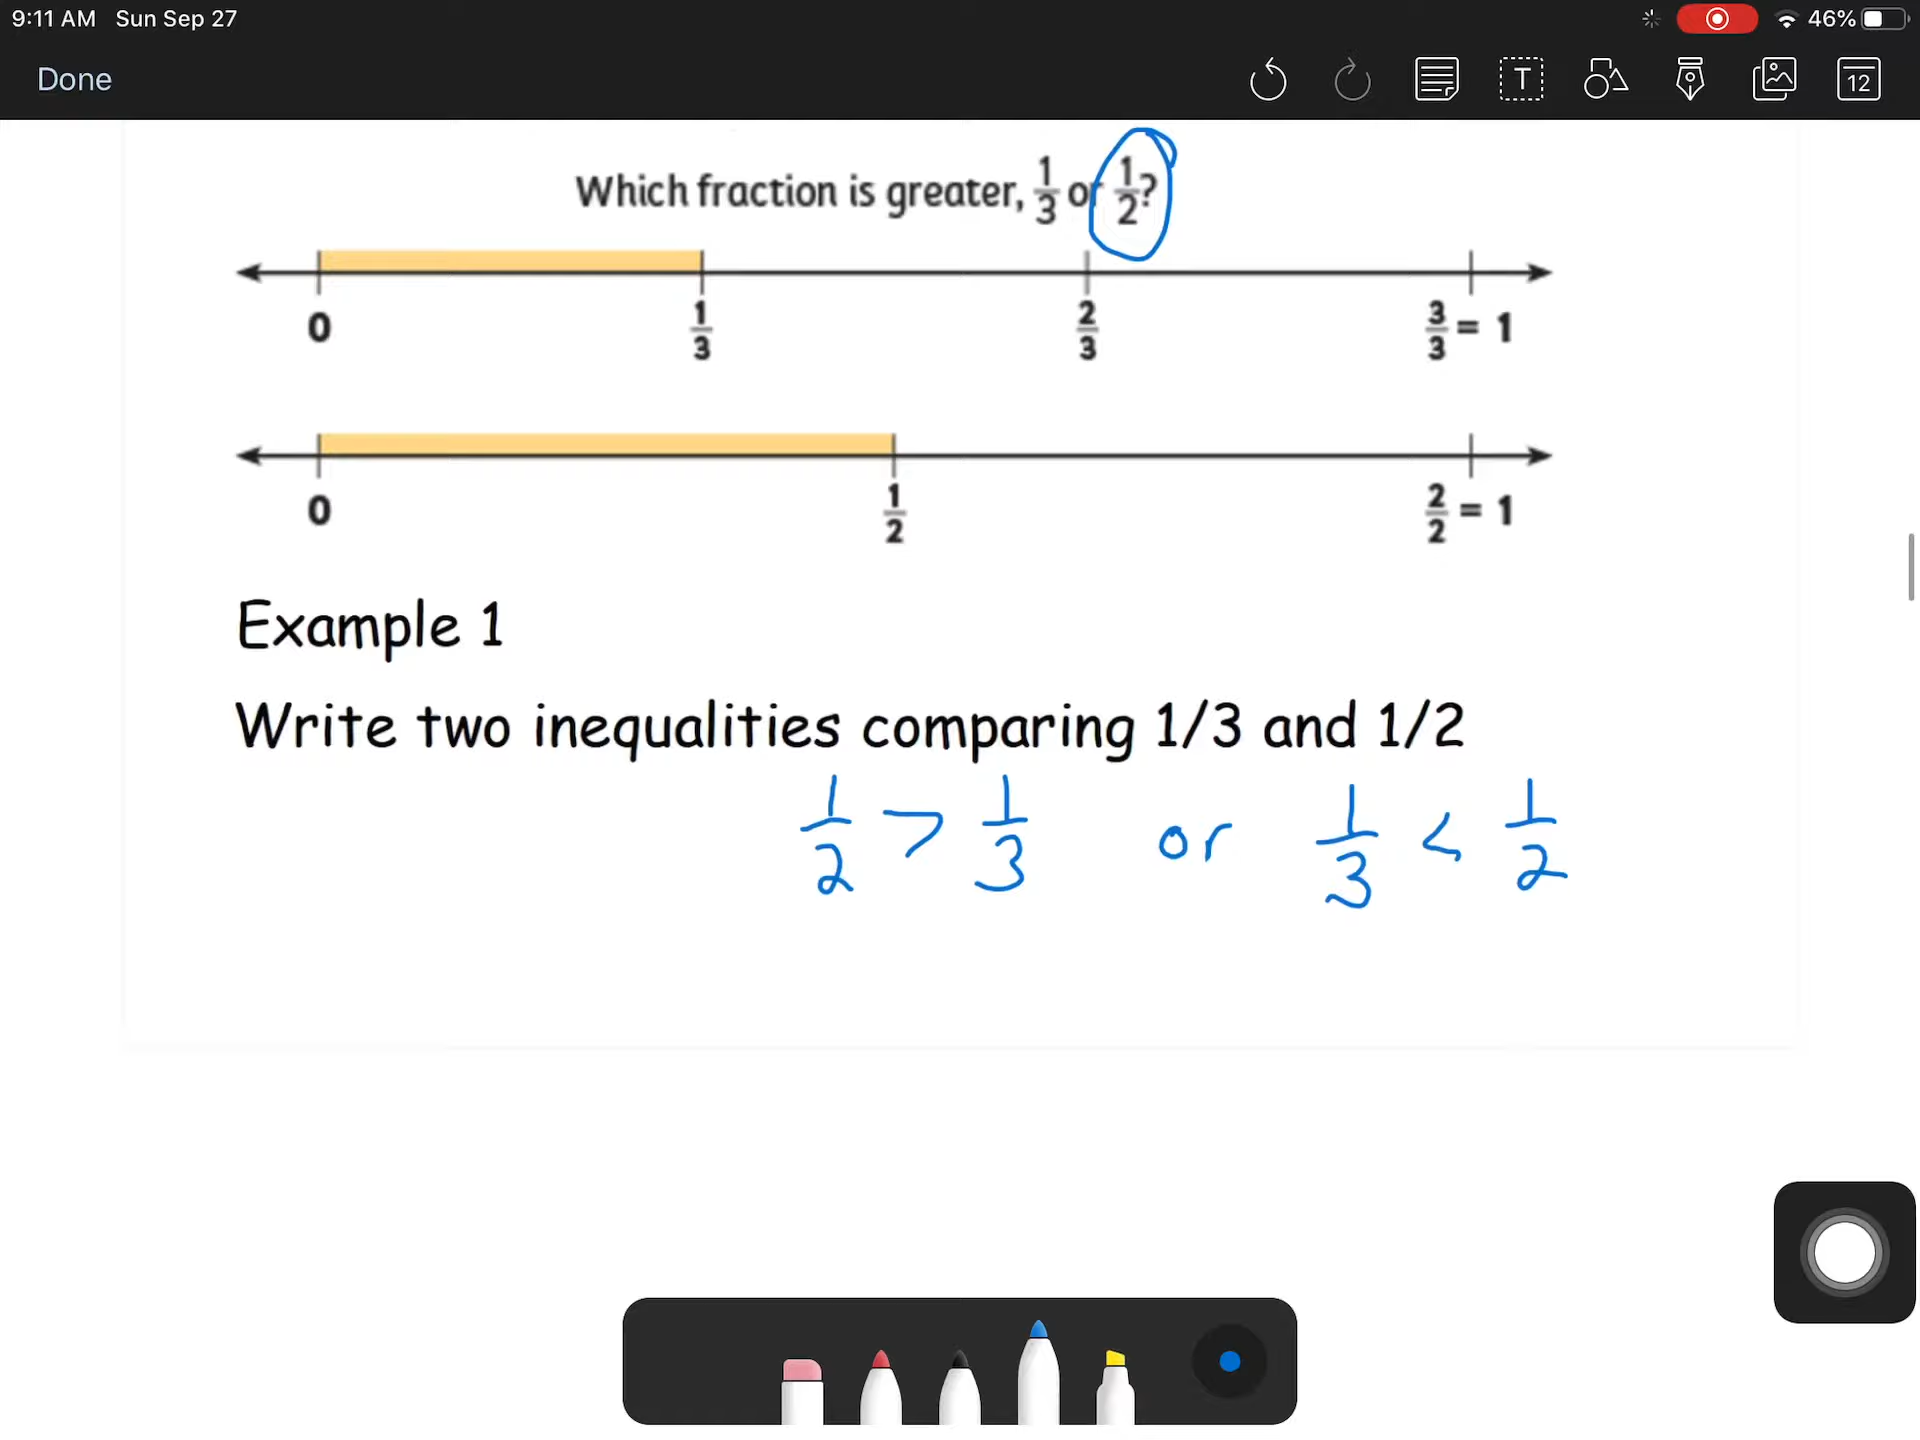 9:11 AM Sun Sep 27 46%
Done T 12
Which fraction is greater, 1/3 or 1/2?
0 1/3 2/3 3/3 = 1
0 1/2 2/2 = 1
Example 1
Write two inequalities comparing 1/3 and 1/2
1/2 > 1/3 or 1/3 < 1/2